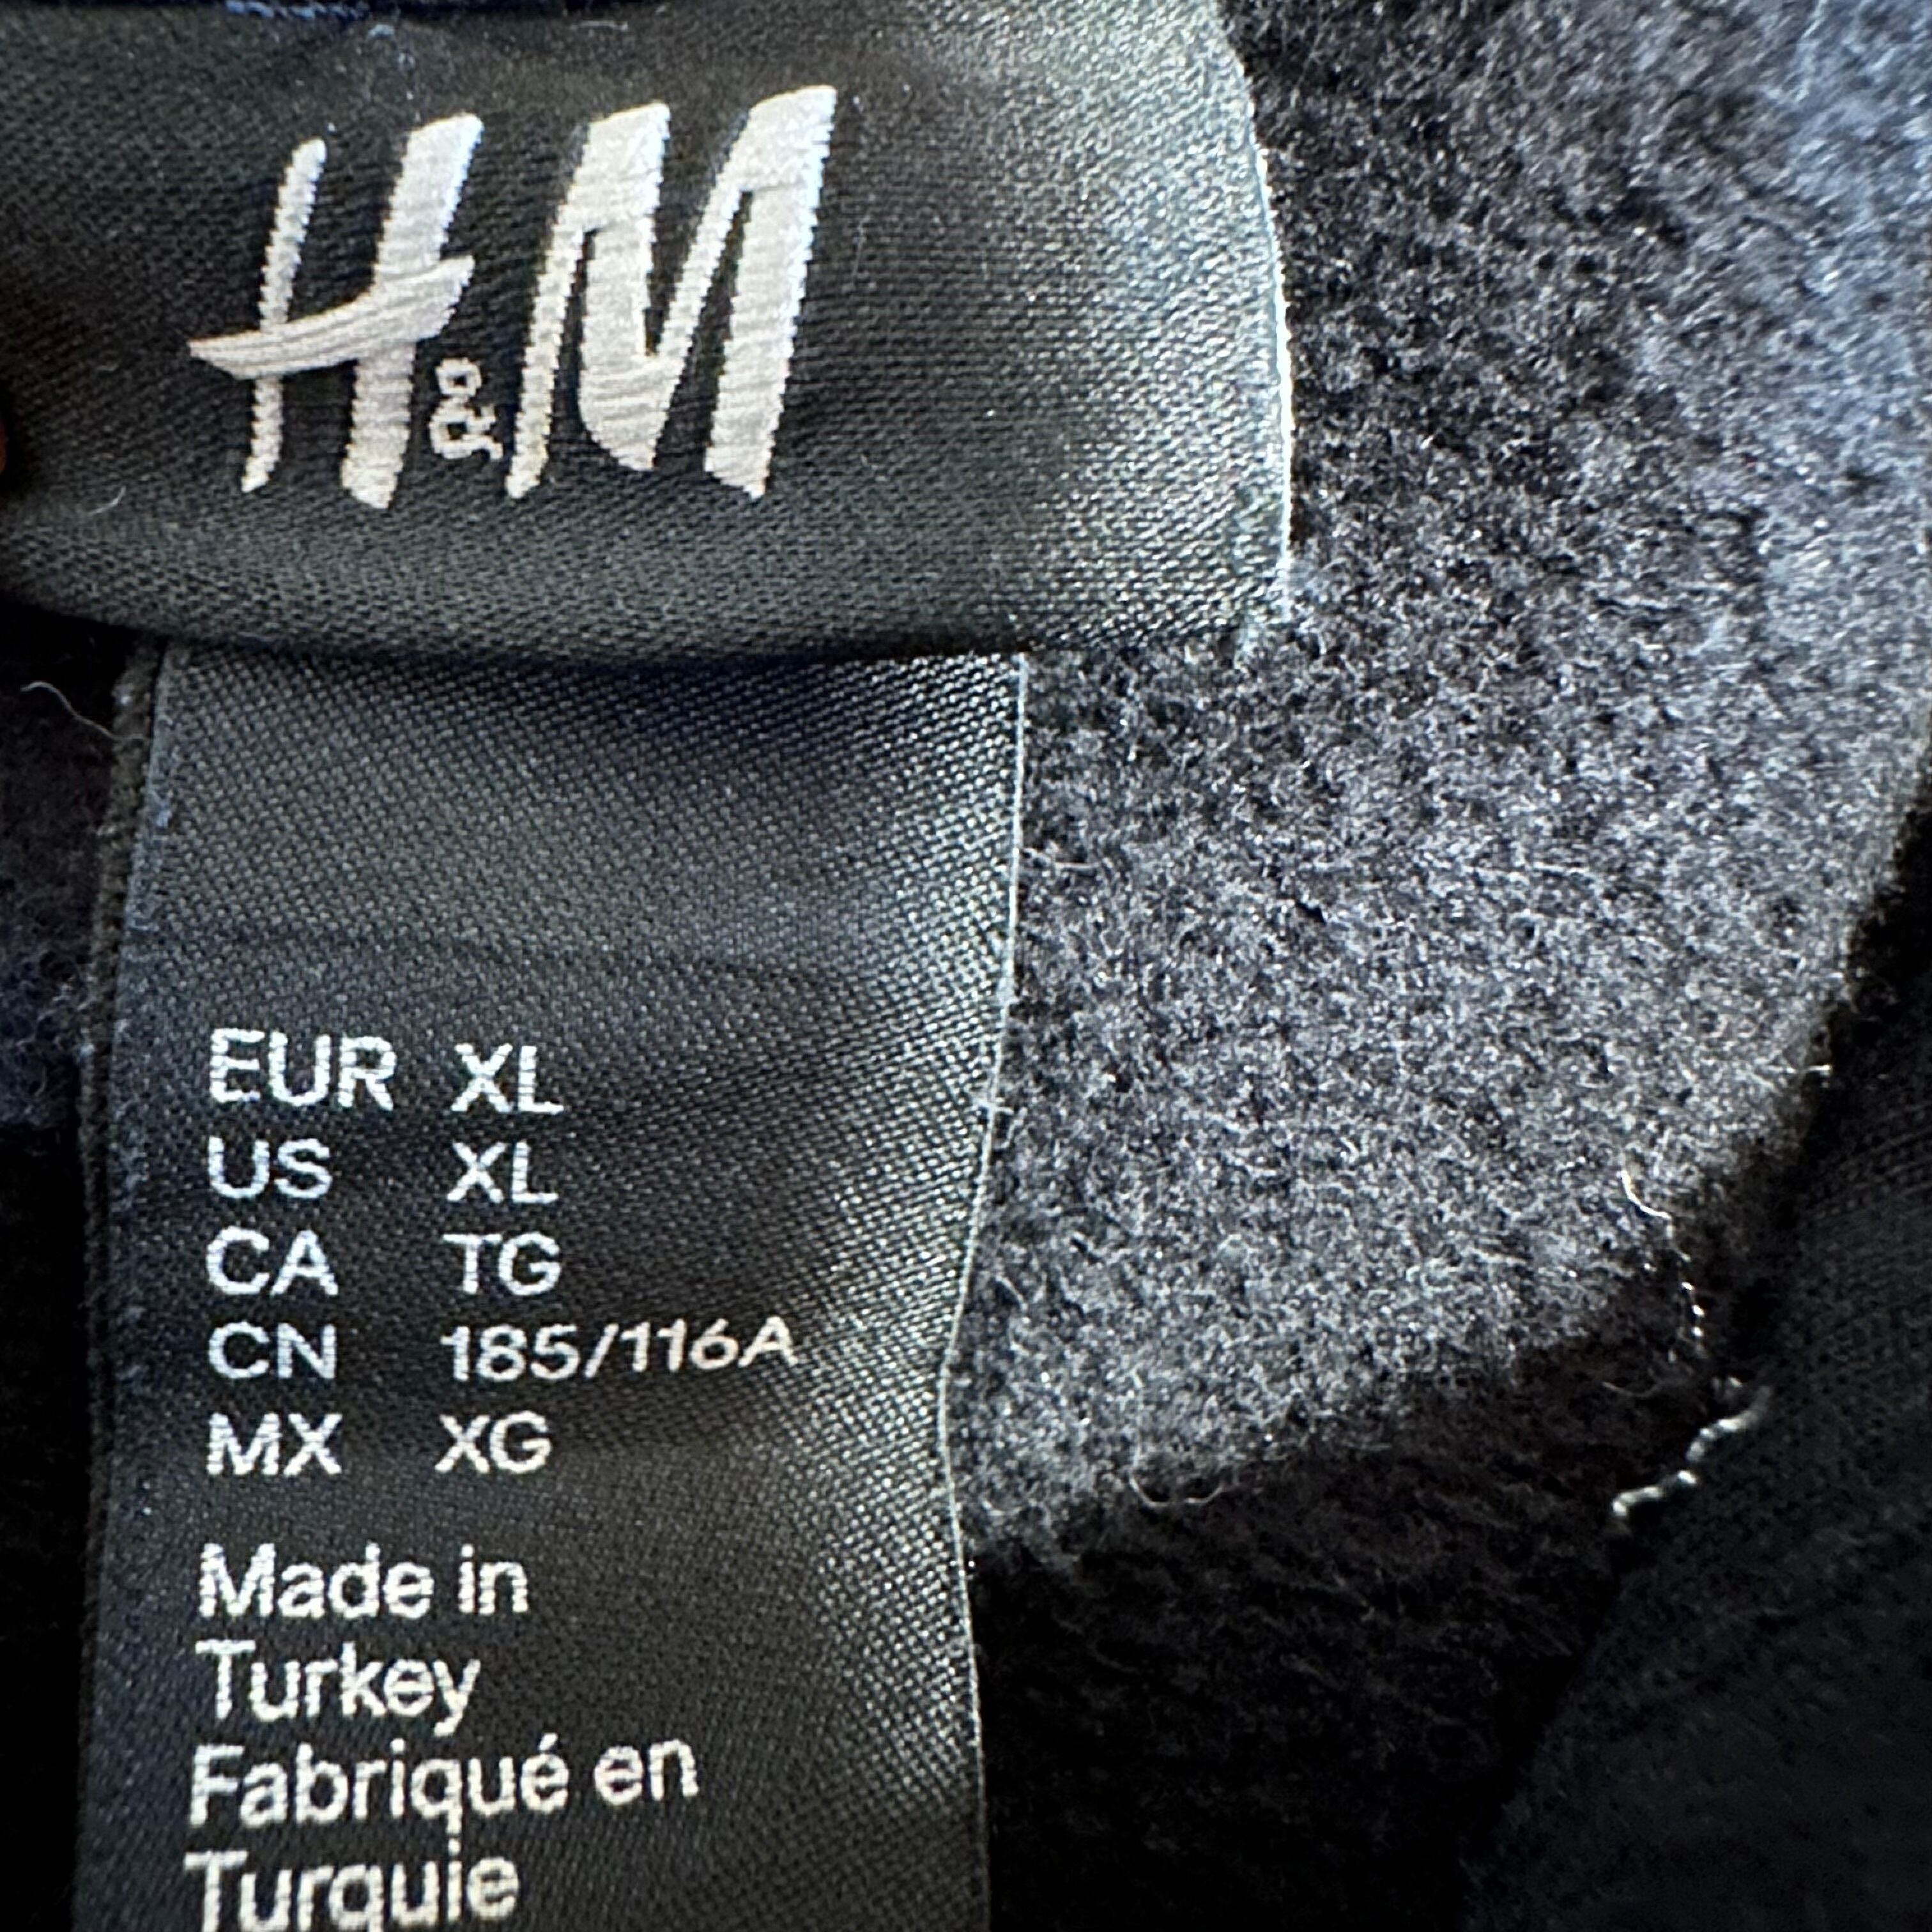 H&M
EUR XL
US XL
CA TG
CN 185/116A
MX XG
Made in
Turkey
Fabriqué en
Turquie